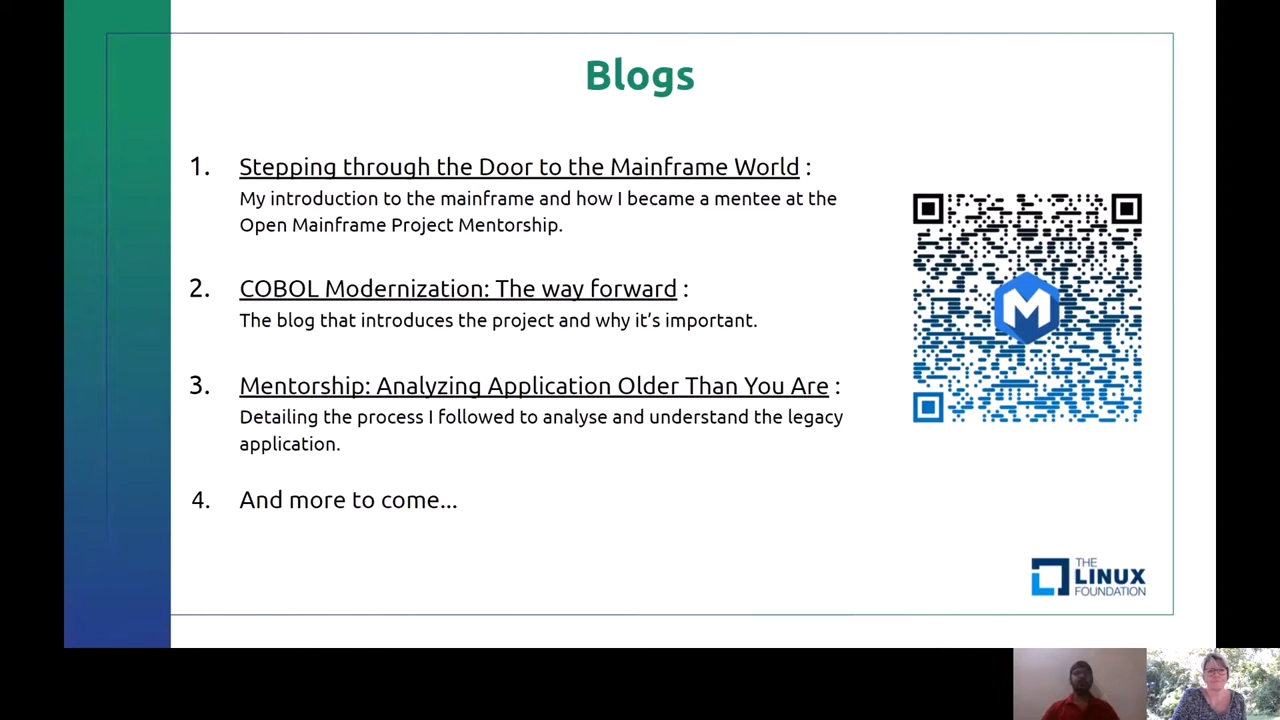 Blogs
1. Stepping through the Door to the Mainframe World :
My introduction to the mainframe and how I became a mentee at the
Open Mainframe Project Mentorship.
2. COBOL Modernization: The way forward :
The blog that introduces the project and why it's important.
3. Mentorship: Analyzing Application Older Than You Are :
Detailing the process I followed to analyse and understand the legacy
application.
4. And more to come...
M
THE
LINUX
FOUNDATION